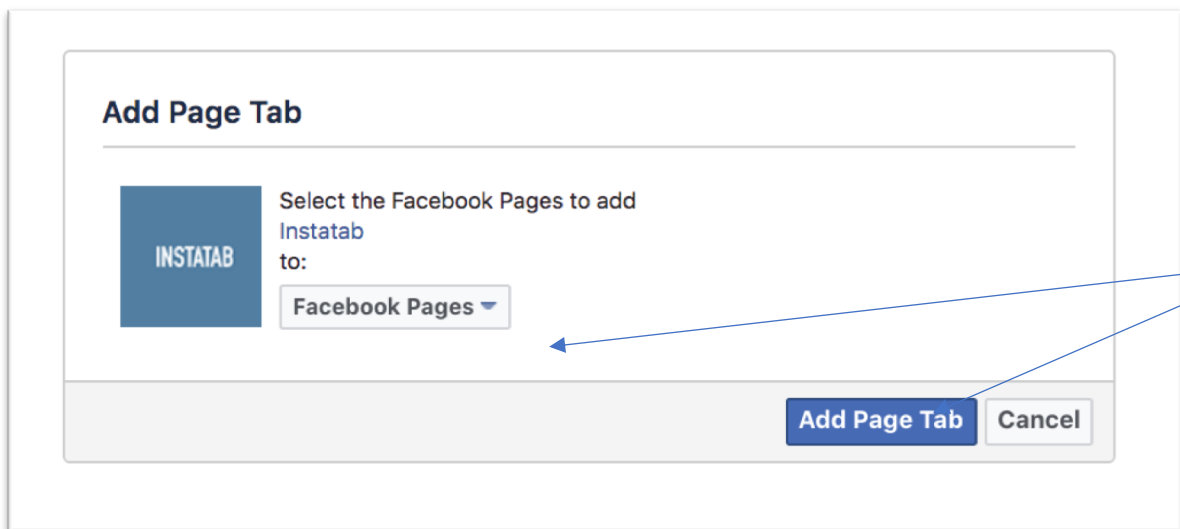 Add Page Tab
INSTATAB
Select the Facebook Pages to add
Instatab
to:
Facebook Pages
Add Page Tab
Cancel